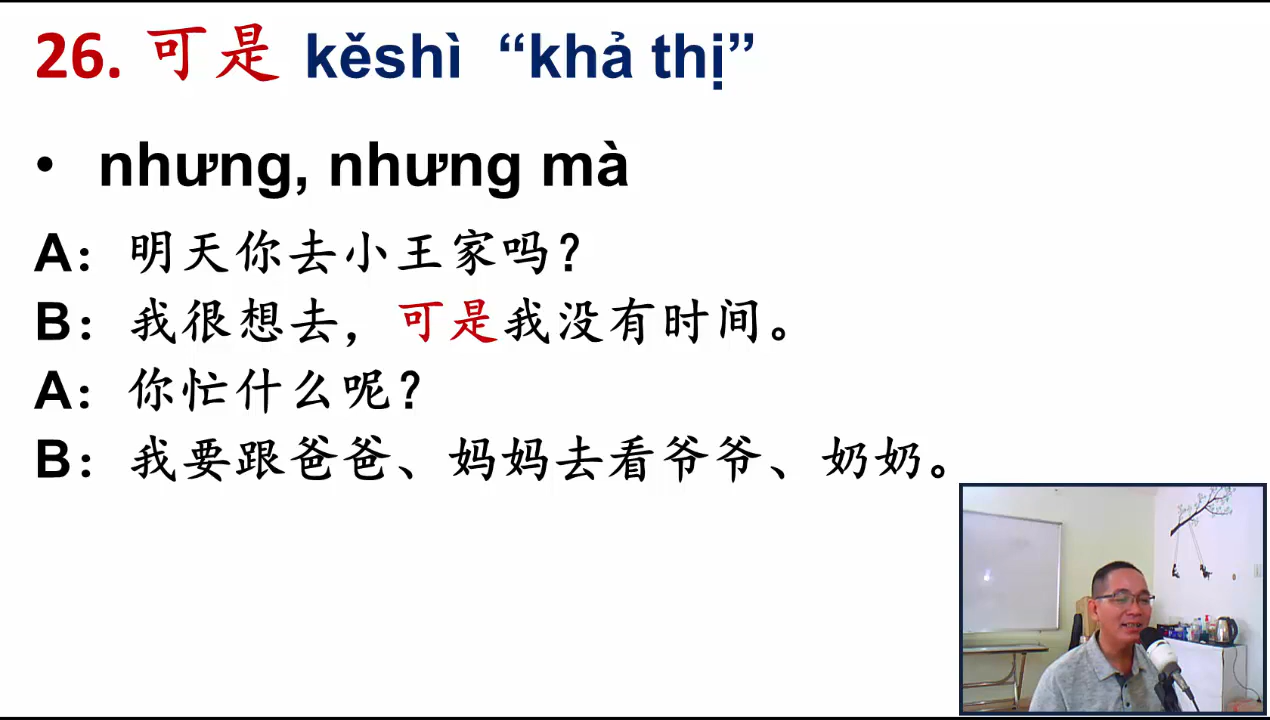 26. 可是 kěshì “khả thị”
• nhưng, nhưng mà
A：明天你去小王家吗？
B：我很想去，可是我没有时间。
A：你忙什么呢？
B：我要跟爸爸、妈妈去看爷爷、奶奶。